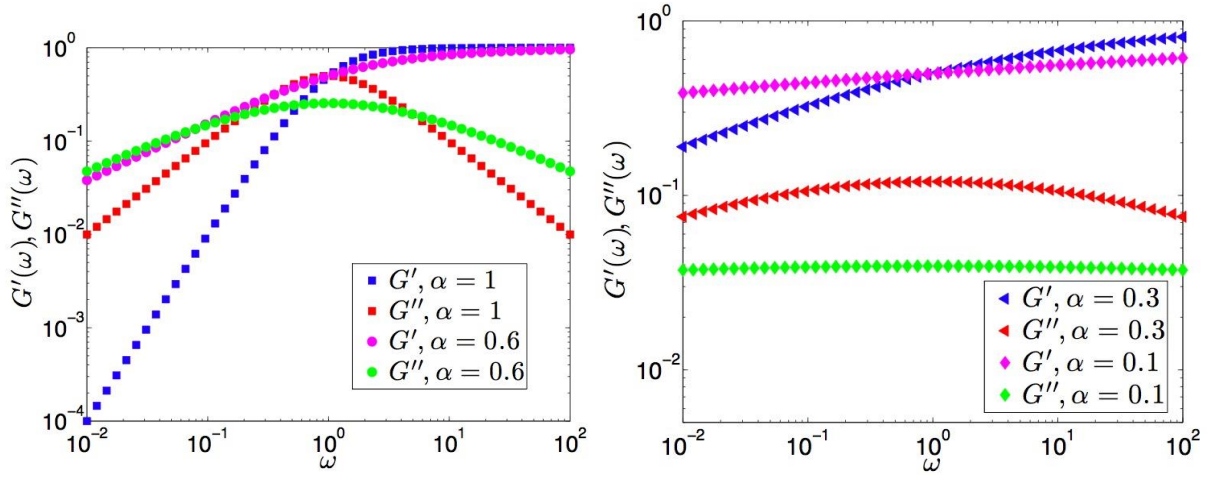 10^0
10^-1
10^-2
10^-3
10^-4
G'(ω), G''(ω)
G', α = 1
G'', α = 1
G', α = 0.6
G'', α = 0.6
10^-2
10^-1
10^0
10^1
10^2
ω
10^0
10^-1
10^-2
G'(ω), G''(ω)
G', α = 0.3
G'', α = 0.3
G', α = 0.1
G'', α = 0.1
10^-2
10^-1
10^0
10^1
10^2
ω